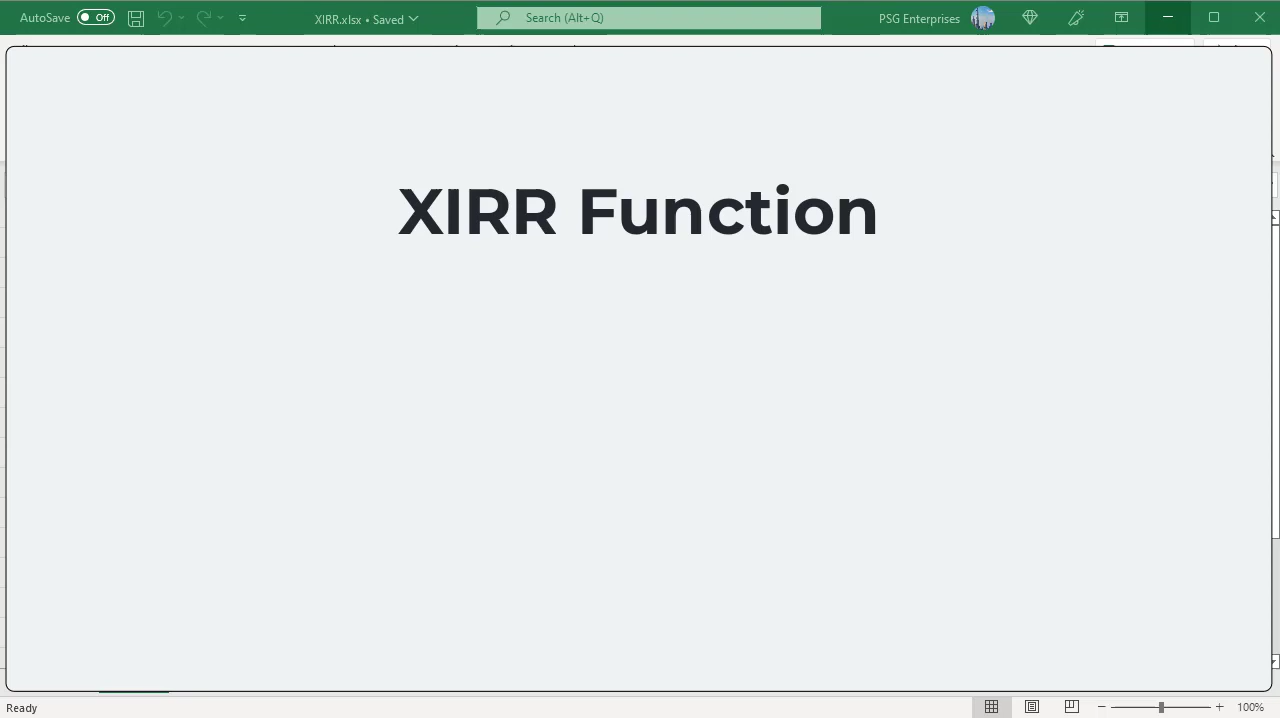 AutoSave Off XIRR.xlsx • Saved Search (Alt+Q) PSG Enterprises
XIRR Function
Ready 100%